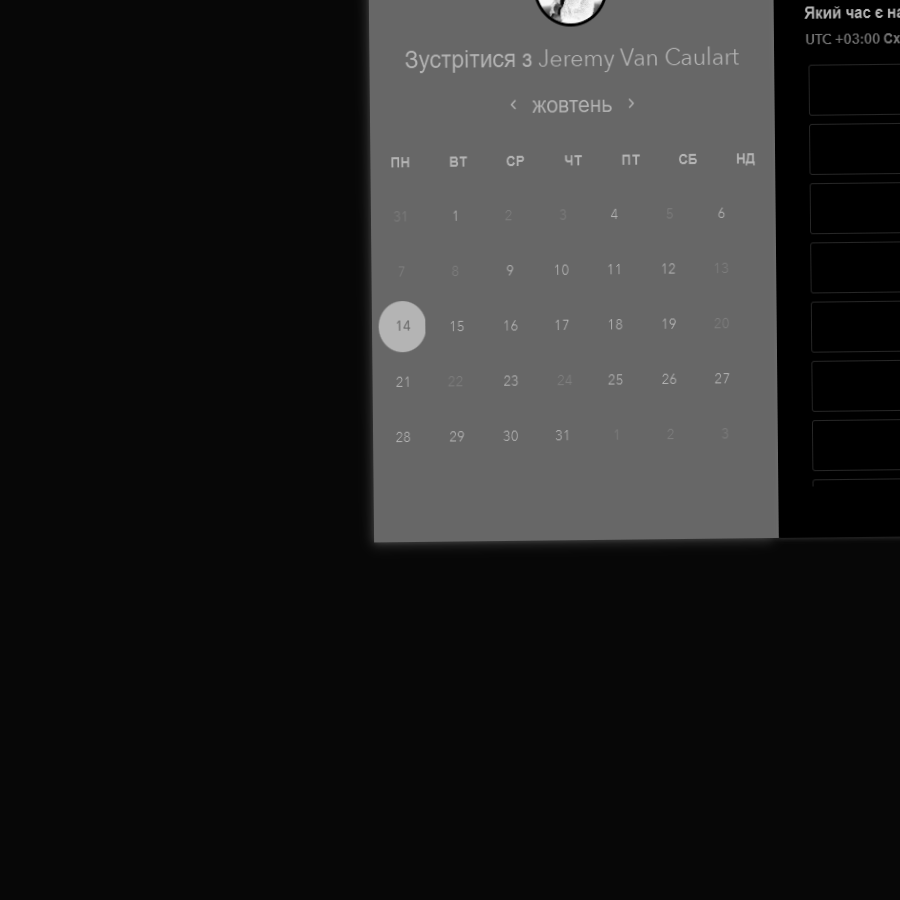 Зустрітися з Jeremy Van Caulart
‹ жовтень ›
ПН ВТ СР ЧТ ПТ СБ НД
31 1 2 3 4 5 6
7 8 9 10 11 12 13
14 15 16 17 18 19 20
21 22 23 24 25 26 27
28 29 30 31 1 2 3
Який час є
UTC +03:00